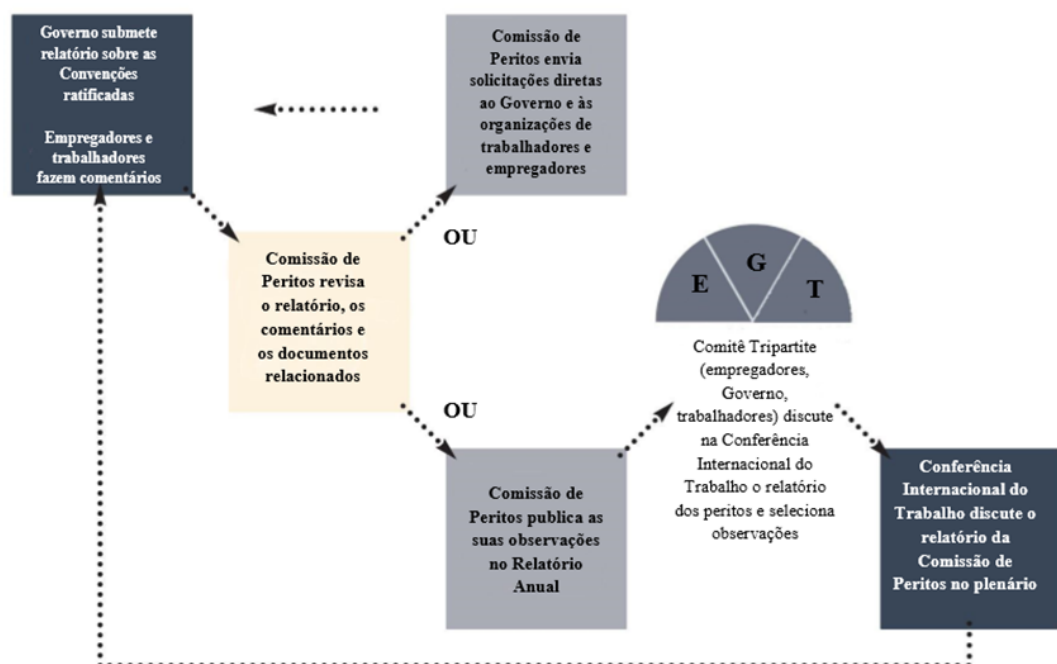 Governo submete
relatório sobre as
Convenções
ratificadas
Empregadores e
trabalhadores
fazem comentários
Comissão de
Peritos envia
solicitações diretas
ao Governo e às
organizações de
trabalhadores e
empregadores
OU
Comissão de
Peritos revisa
o relatório, os
comentários e
os documentos
relacionados
OU
Comissão de
Peritos publica as
suas observações
no Relatório
Anual
E
G
T
Comitê Tripartite
(empregadores,
Governo,
trabalhadores) discute
na Conferência
Internacional do
Trabalho o relatório
dos peritos e seleciona
observações
Conferência
Internacional do
Trabalho discute o
relatório da
Comissão de
Peritos no plenário